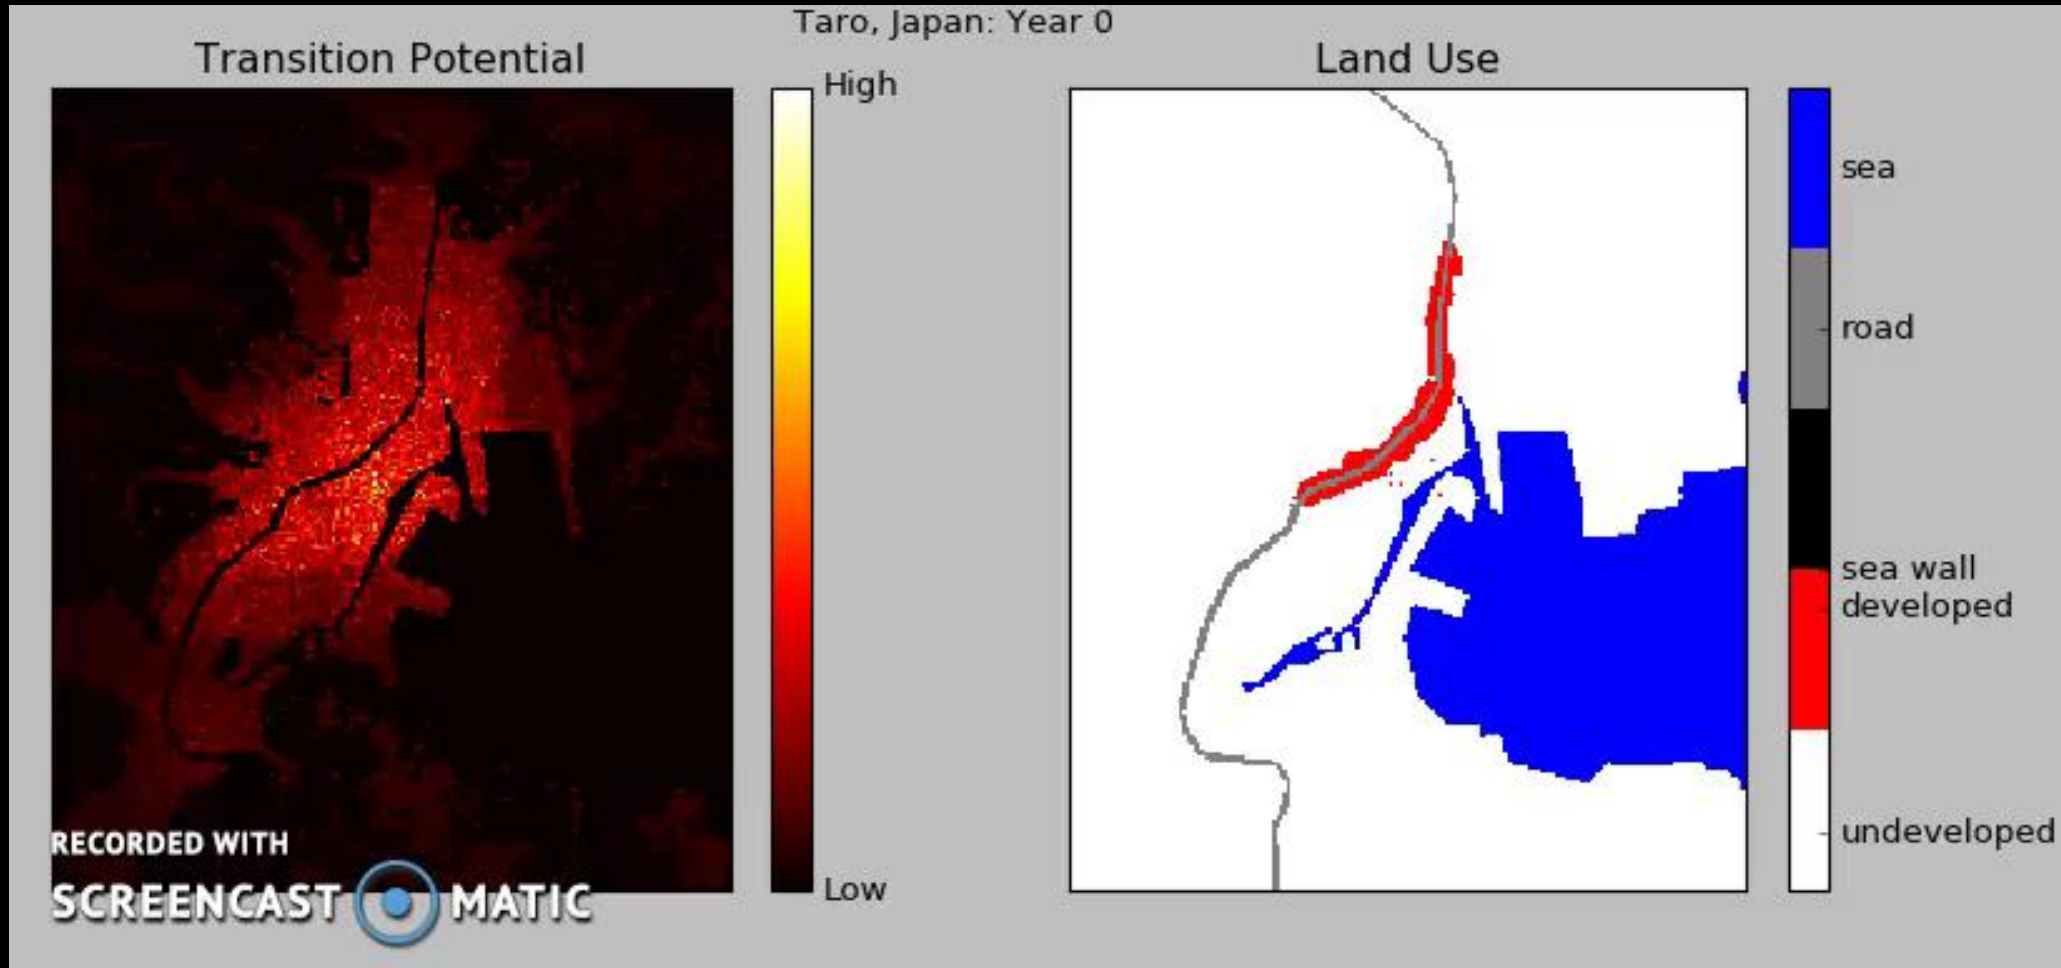 Taro, Japan: Year 0
Transition Potential
High
Low
Land Use
sea
road
sea wall
developed
undeveloped
RECORDED WITH
SCREENCAST MATIC